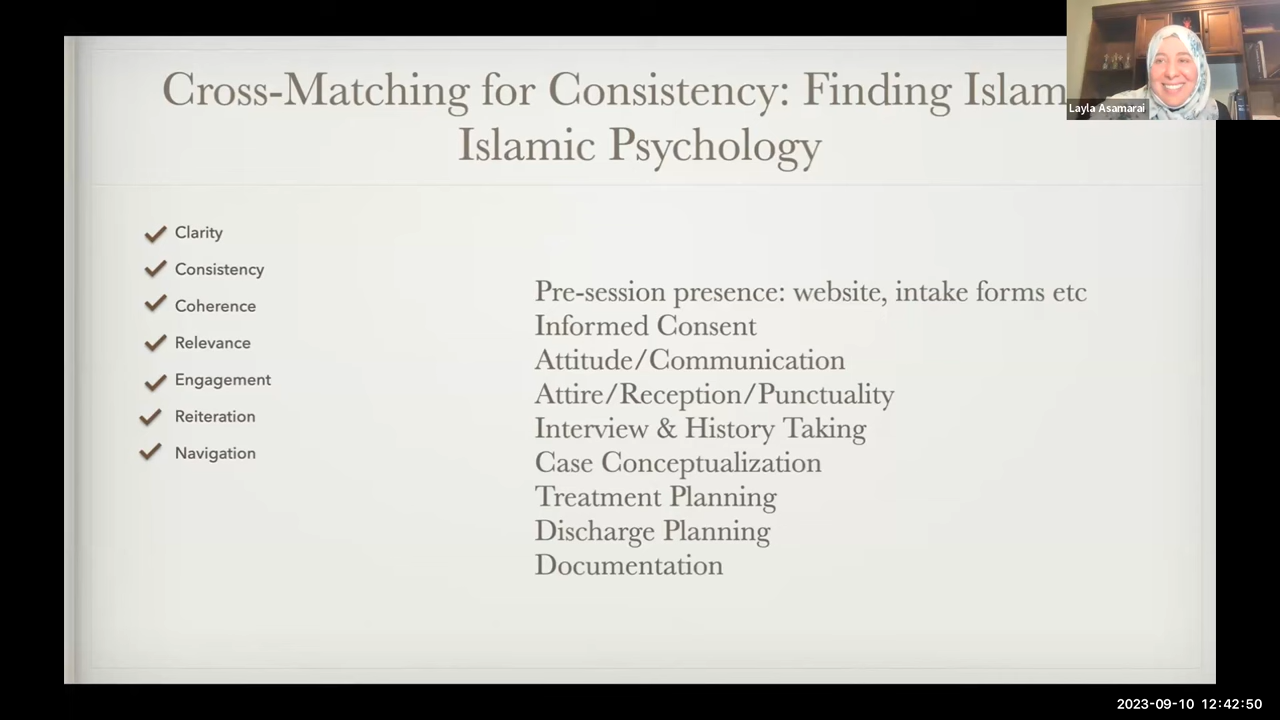 Cross-Matching for Consistency: Finding Islam
Islamic Psychology
Layla Asamarai
Clarity
Consistency
Coherence
Relevance
Engagement
Reiteration
Navigation
Pre-session presence: website, intake forms etc
Informed Consent
Attitude/Communication
Attire/Reception/Punctuality
Interview & History Taking
Case Conceptualization
Treatment Planning
Discharge Planning
Documentation
2023-09-10 12:42:50